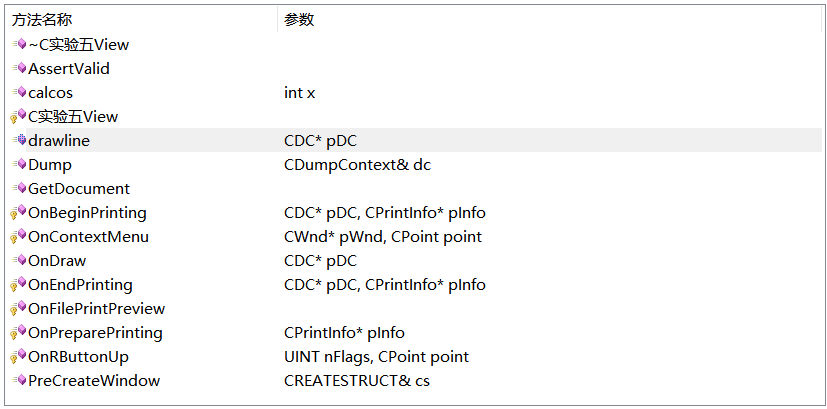 方法名称 参数
~C实验五View
AssertValid
calcos int x
C实验五View
drawline CDC* pDC
Dump CDumpContext& dc
GetDocument
OnBeginPrinting CDC* pDC, CPrintInfo* pInfo
OnContextMenu CWnd* pWnd, CPoint point
OnDraw CDC* pDC
OnEndPrinting CDC* pDC, CPrintInfo* pInfo
OnFilePrintPreview
OnPreparePrinting CPrintInfo* pInfo
OnRButtonUp UINT nFlags, CPoint point
PreCreateWindow CREATESTRUCT& cs